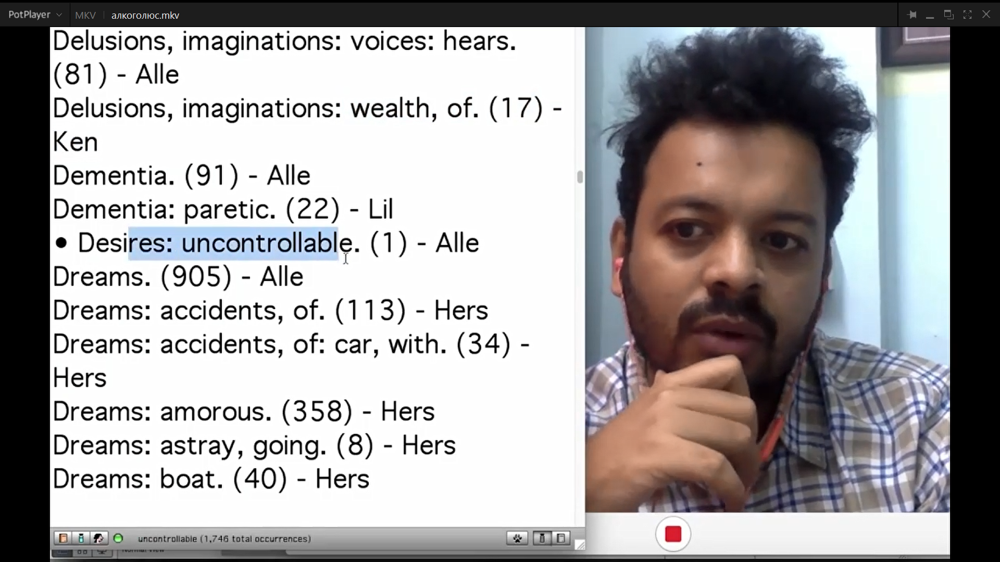 PotPlayer
MKV
алкоголюс.mkv
Delusions, imaginations: voices: hears.
(81) - Alle
Delusions, imaginations: wealth, of. (17) -
Ken
Dementia. (91) - Alle
Dementia: paretic. (22) - Lil
• Desires: uncontrollable. (1) - Alle
Dreams. (905) - Alle
Dreams: accidents, of. (113) - Hers
Dreams: accidents, of: car, with. (34) -
Hers
Dreams: amorous. (358) - Hers
Dreams: astray, going. (8) - Hers
Dreams: boat. (40) - Hers
uncontrollable (1,746 total occurrences)
Normal View